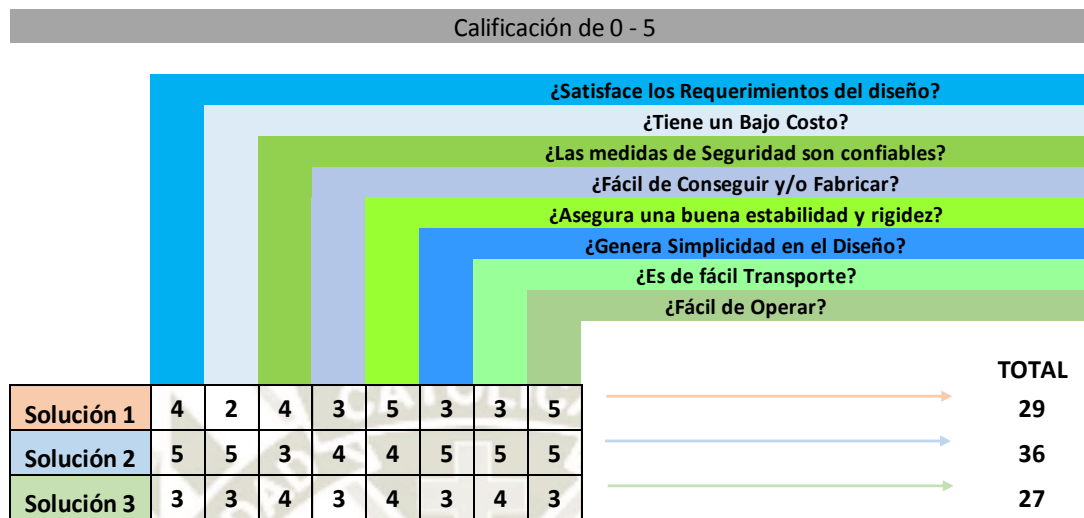 Calificación de 0 - 5
¿Satisface los Requerimientos del diseño?
¿Tiene un Bajo Costo?
¿Las medidas de Seguridad son confiables?
¿Fácil de Conseguir y/o Fabricar?
¿Asegura una buena estabilidad y rigidez?
¿Genera Simplicidad en el Diseño?
¿Es de fácil Transporte?
¿Fácil de Operar?
TOTAL
Solución 1 4 2 4 3 5 3 3 5 29
Solución 2 5 5 3 4 4 5 5 5 36
Solución 3 3 3 4 3 4 3 4 3 27